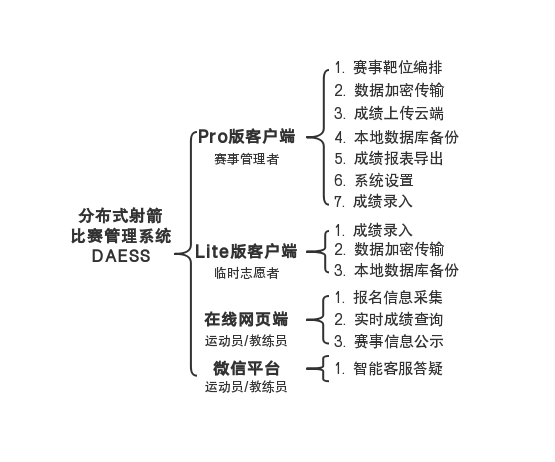 分布式射箭
比赛管理系统
DAESS
Pro版客户端
赛事管理者
1. 赛事靶位编排
2. 数据加密传输
3. 成绩上传云端
4. 本地数据库备份
5. 成绩报表导出
6. 系统设置
7. 成绩录入
Lite版客户端
临时志愿者
1. 成绩录入
2. 数据加密传输
3. 本地数据库备份
在线网页端
运动员/教练员
1. 报名信息采集
2. 实时成绩查询
3. 赛事信息公示
微信平台
运动员/教练员
1. 智能客服答疑